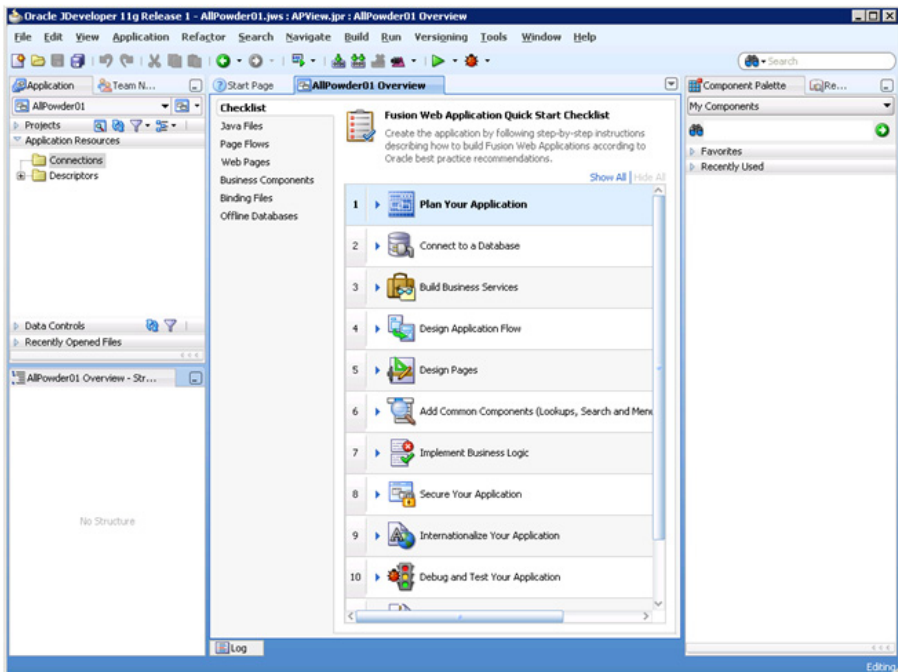 Oracle JDeveloper 11g Release 1 - AllPowder01.jws : APView.jpr : AllPowder01 Overview
File Edit View Application Refactor Search Navigate Build Run Versioning Tools Window Help
Search
Application Team N...
AllPowder01
Projects
Application Resources
Connections
Descriptors
Data Controls
Recently Opened Files
AllPowder01 Overview - Str...
No Structure
Start Page AllPowder01 Overview
Checklist
Java Files
Page Flows
Web Pages
Business Components
Binding Files
Offline Databases
Fusion Web Application Quick Start Checklist
Create the application by following step-by-step instructions
describing how to build Fusion Web Applications according to
Oracle best practice recommendations.
Show All | Hide All
1 Plan Your Application
2 Connect to a Database
3 Build Business Services
4 Design Application Flow
5 Design Pages
6 Add Common Components (Lookups, Search and Menu
7 Implement Business Logic
8 Secure Your Application
9 Internationalize Your Application
10 Debug and Test Your Application
Log
Component Palette Re...
My Components
Favorites
Recently Used
Editing